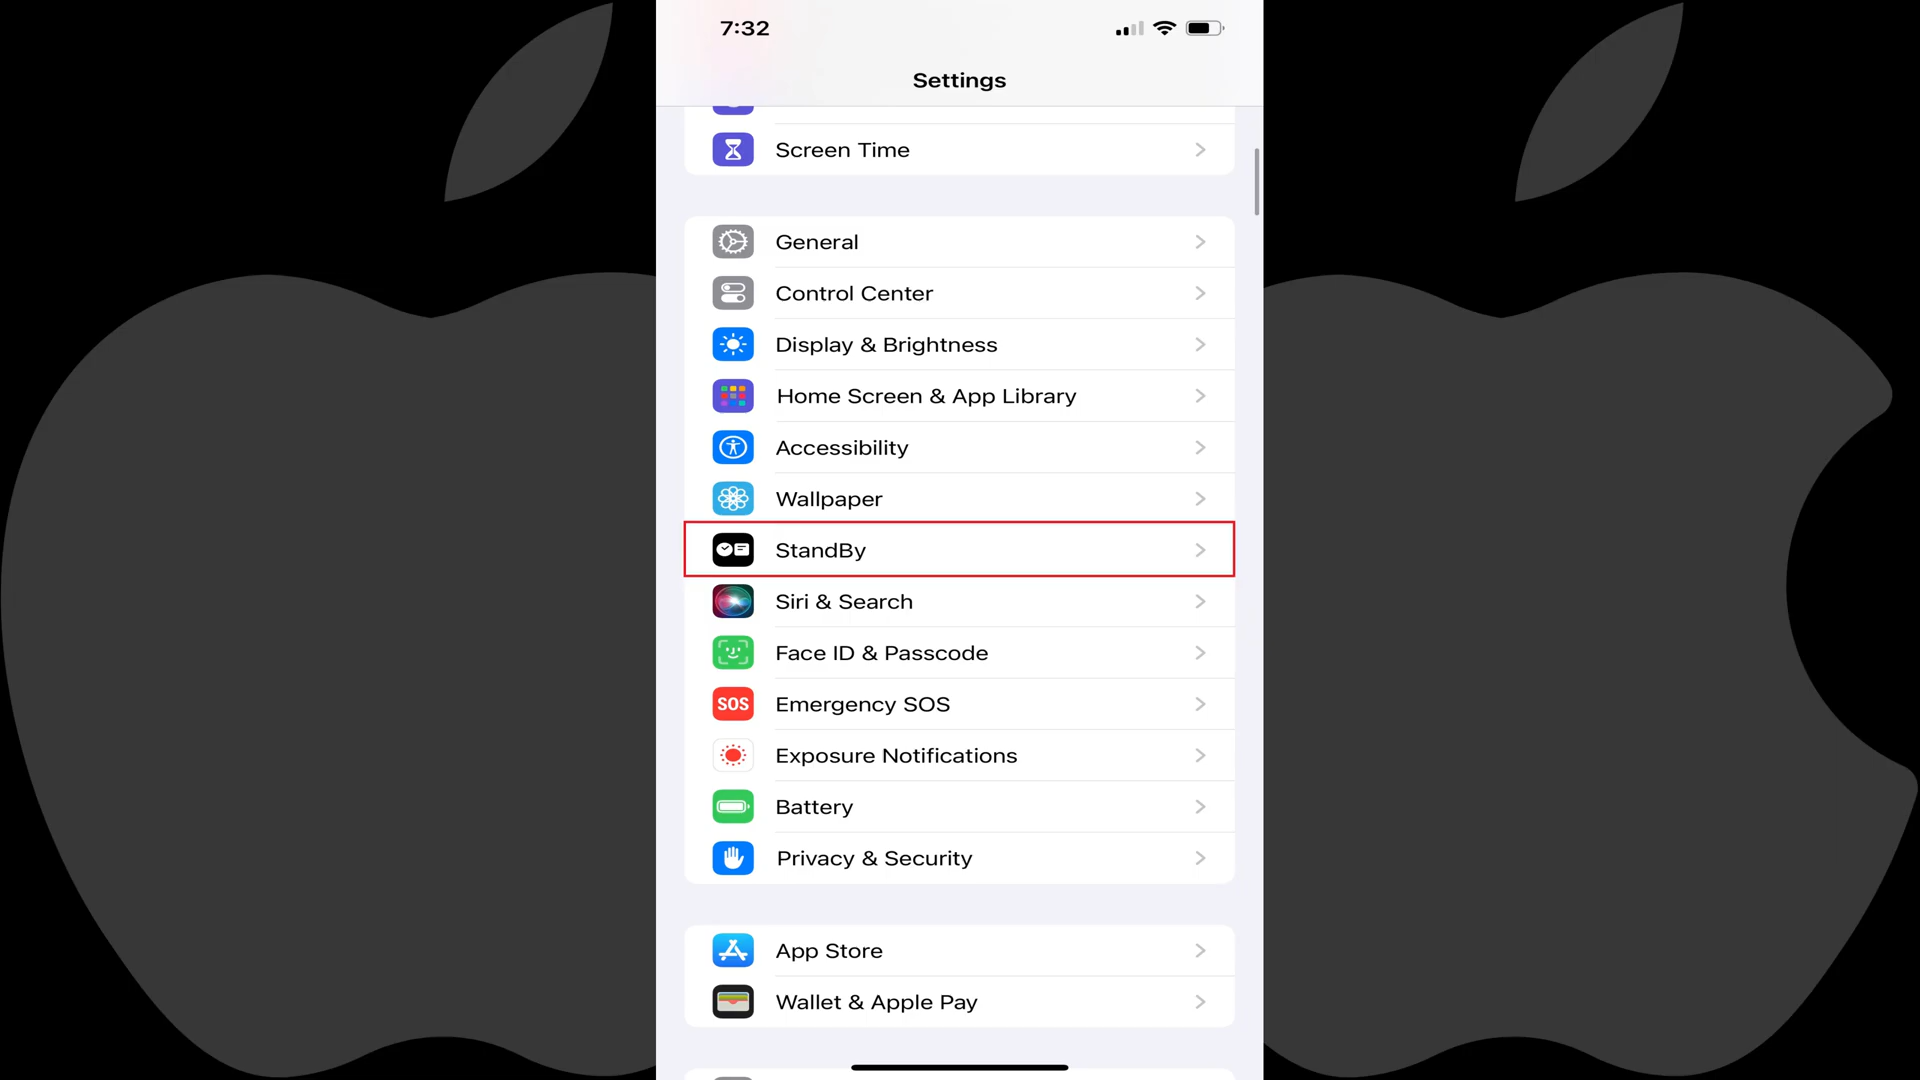 7:32
Settings
Screen Time
General
Control Center
Display & Brightness
Home Screen & App Library
Accessibility
Wallpaper
StandBy
Siri & Search
Face ID & Passcode
SOS Emergency SOS
Exposure Notifications
Battery
Privacy & Security
App Store
Wallet & Apple Pay